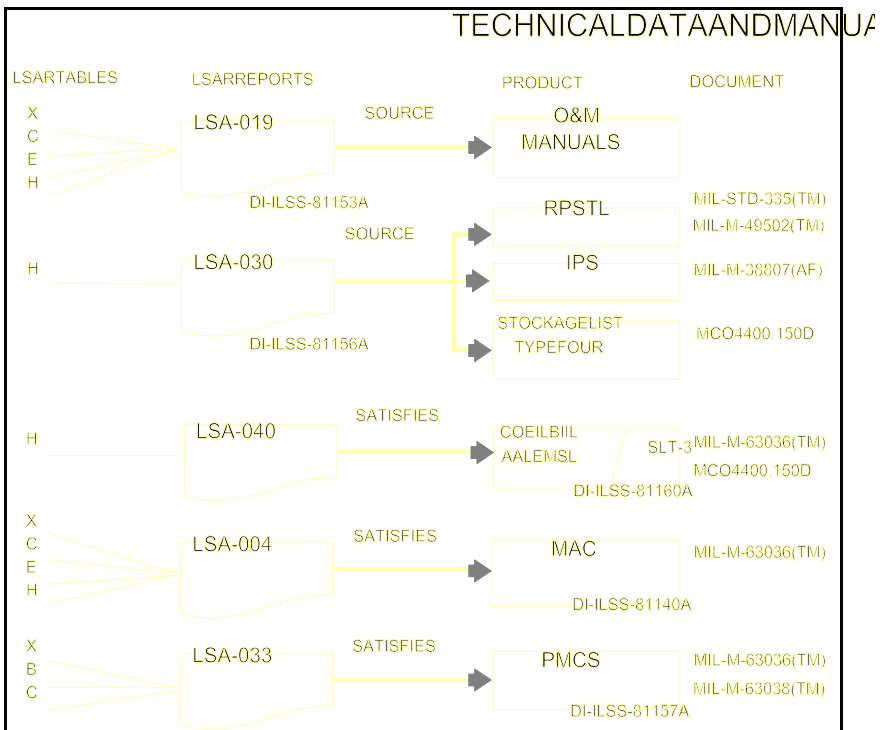 TECHNICALDATAANDMANUA
LSARTABLES LSARREPORTS PRODUCT DOCUMENT
X
C
E
H
LSA-019
DI-ILSS-81153A
SOURCE
O&M
MANUALS
H
LSA-030
DI-ILSS-81156A
SOURCE
RPSTL
MIL-STD-335(TM)
MIL-M-49502(TM)
IPS
MIL-M-38807(AF)
STOCKAGELIST
TYPEFOUR
MCO4400.150D
H
LSA-040
SATISFIES
COEILBIIL
AALEMSL
SLT-3
DI-ILSS-81160A
MIL-M-63036(TM)
MCO4400.150D
X
C
E
H
LSA-004
SATISFIES
MAC
DI-ILSS-81140A
MIL-M-63036(TM)
X
B
C
LSA-033
SATISFIES
PMCS
DI-ILSS-81157A
MIL-M-63036(TM)
MIL-M-63038(TM)